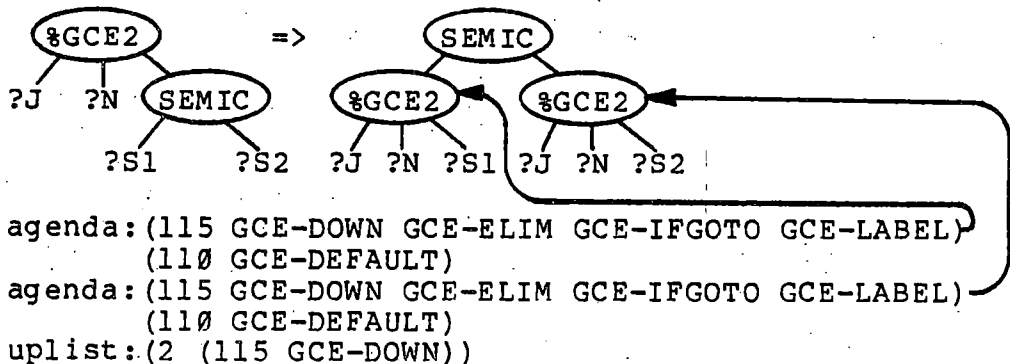 %GCE2 => SEMIC
?J ?N SEMIC %GCE2 %GCE2
?S1 ?S2 ?J ?N ?S1 ?J ?N ?S2
agenda:(115 GCE-DOWN GCE-ELIM GCE-IFGOTO GCE-LABEL)
(110 GCE-DEFAULT)
agenda:(115 GCE-DOWN GCE-ELIM GCE-IFGOTO GCE-LABEL)
(110 GCE-DEFAULT)
uplist:(2 (115 GCE-DOWN))